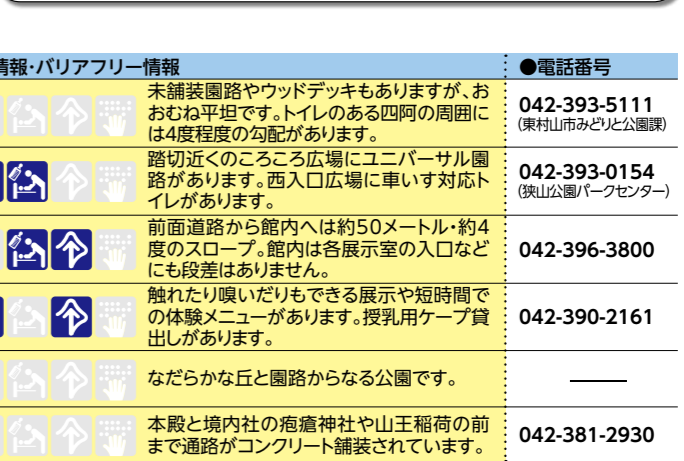 情報・バリアフリー情報 ●電話番号
未舗装園路やウッドデッキもありますが、お
おむね平坦です。トイレのある四阿の周囲に
は4度程度の勾配があります。
042-393-5111
(東村山市みどりと公園課)
踏切近くのころころ広場にユニバーサル園
路があります。西入口広場に車いす対応ト
イレがあります。
042-393-0154
(狭山公園パークセンター)
前面道路から館内へは約50メートル・約4
度のスロープ。館内は各展示室の入口など
にも段差はありません。
042-396-3800
触れたり嗅いだりもできる展示や短時間で
の体験メニューがあります。授乳用ケープ貸
出しがあります。
042-390-2161
なだらかな丘と園路からなる公園です。
本殿と境内社の疱瘡神社や山王稲荷の前
まで通路がコンクリート舗装されています。
042-381-2930